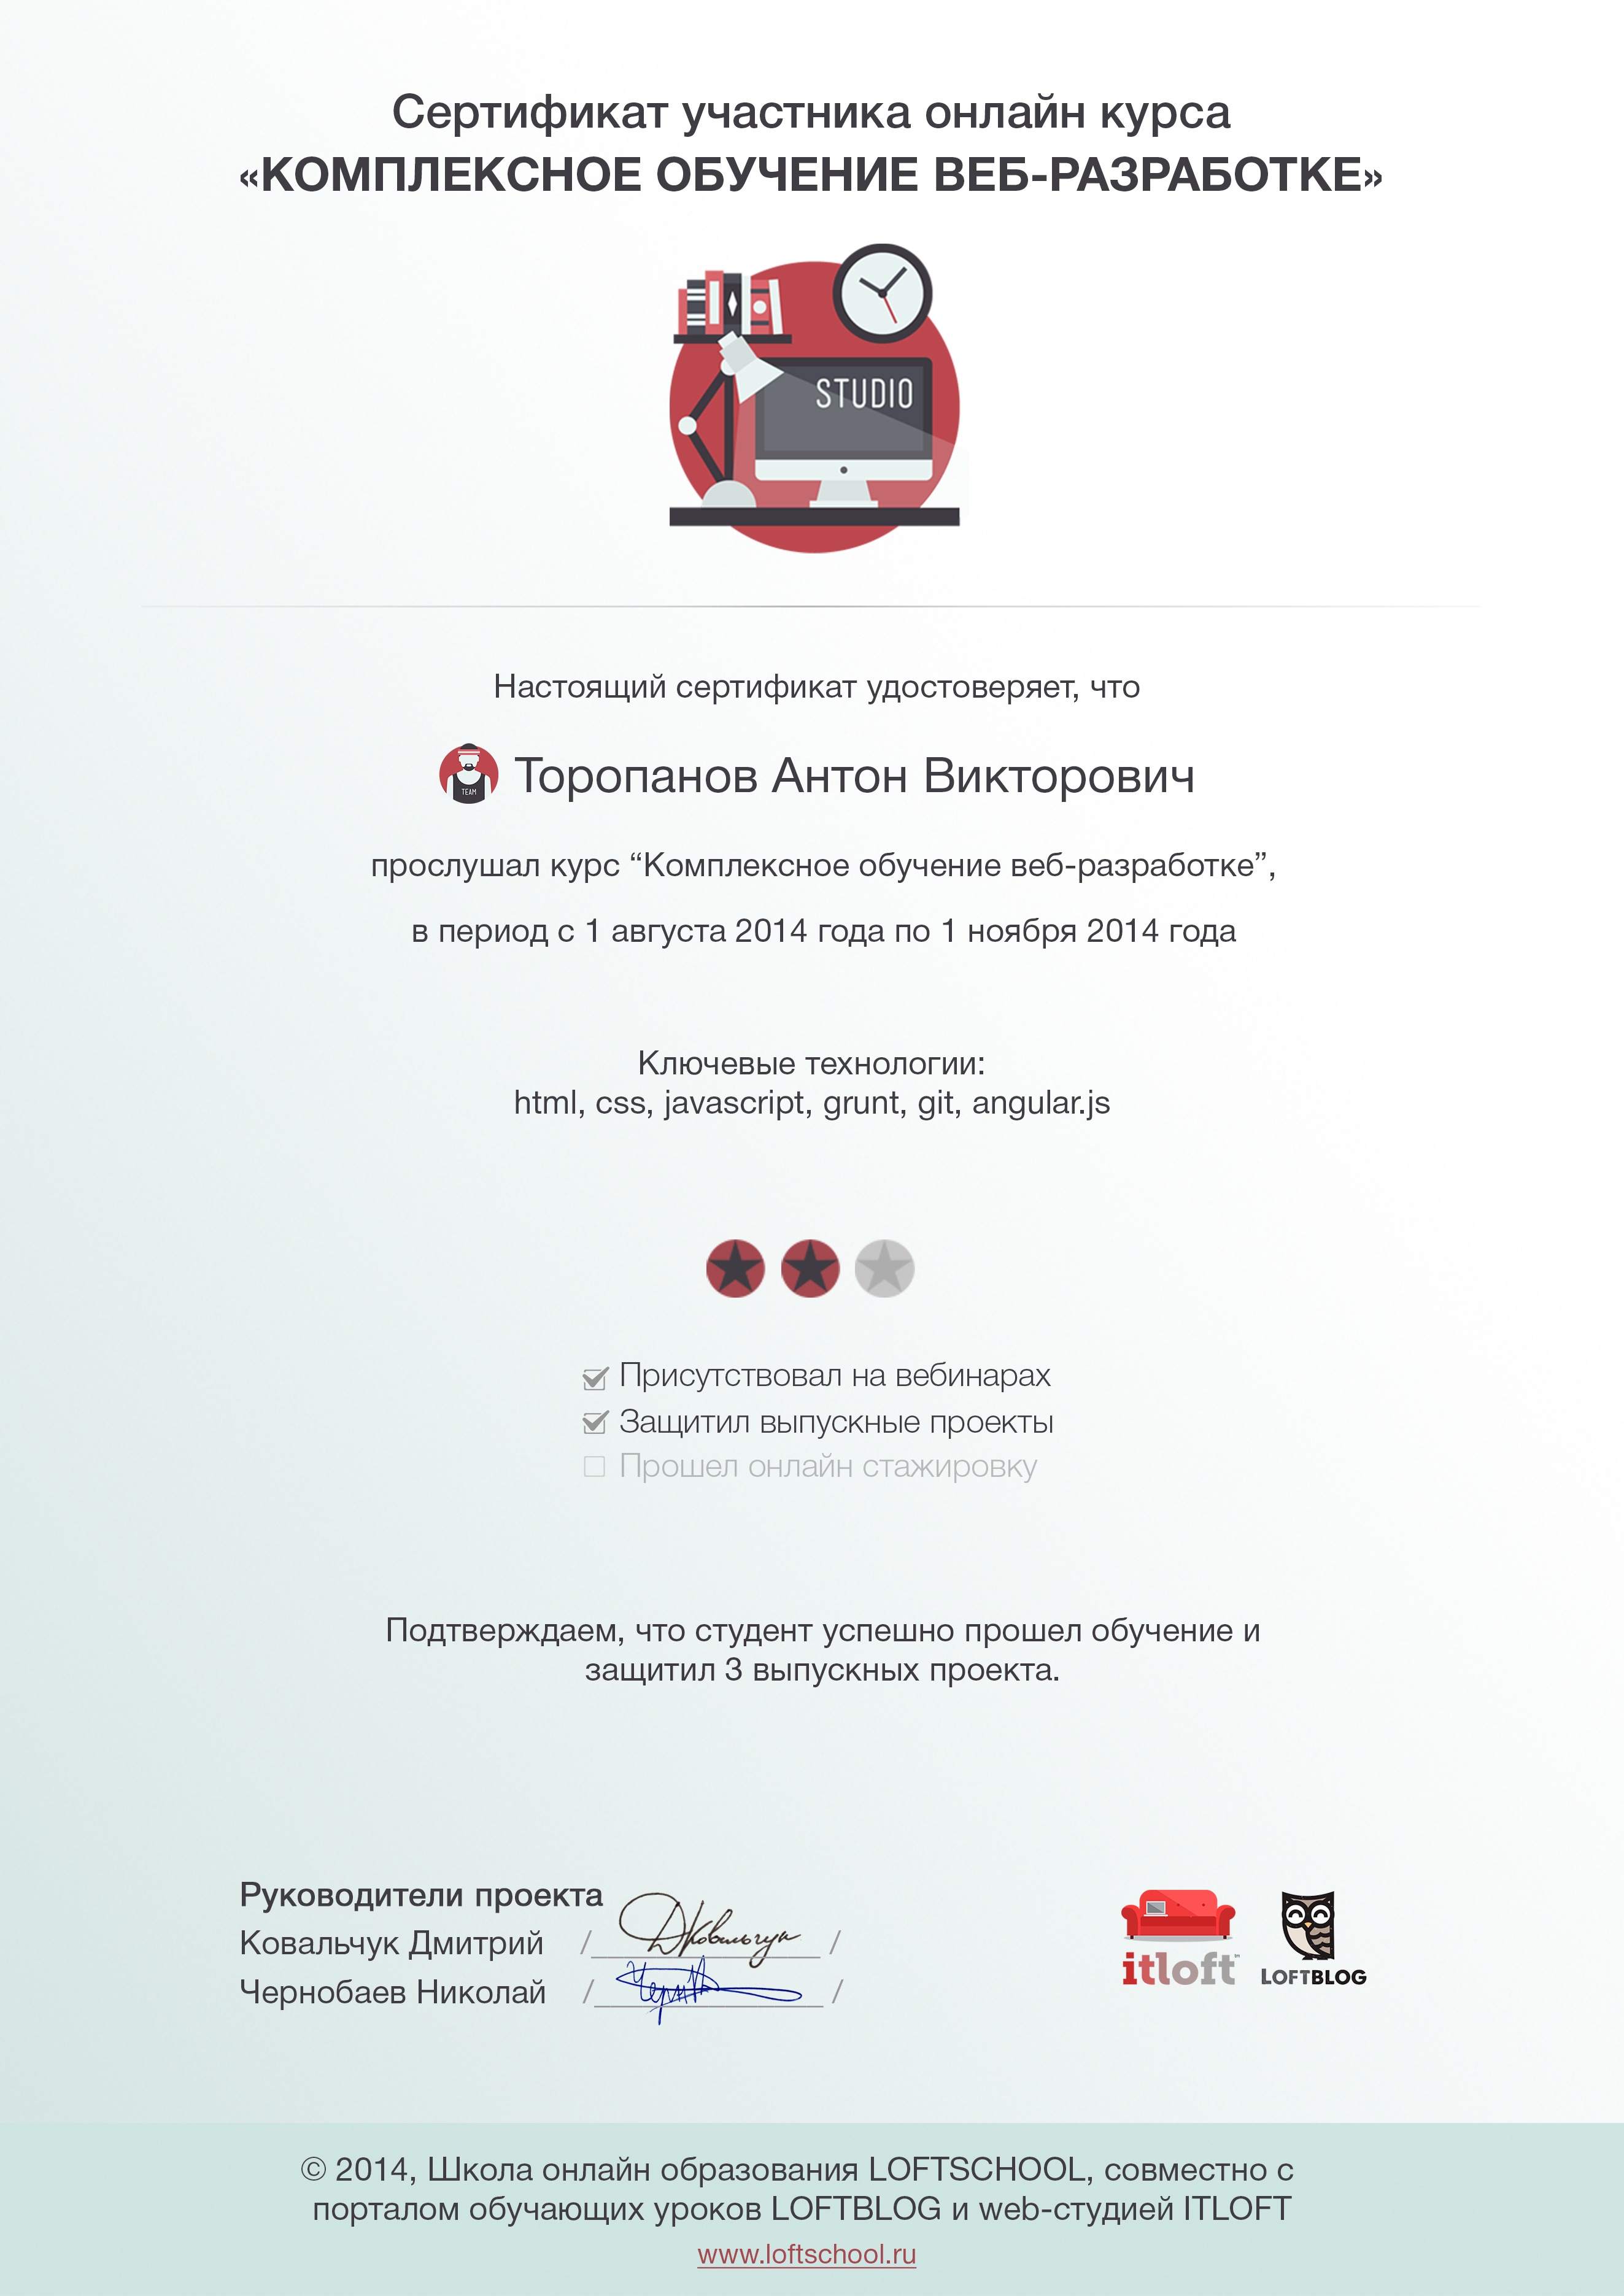 Сертификат участника онлайн курса
«КОМПЛЕКСНОЕ ОБУЧЕНИЕ ВЕБ-РАЗРАБОТКЕ»
STUDIO
Настоящий сертификат удостоверяет, что
TEAM
Торопанов Антон Викторович
прослушал курс “Комплексное обучение веб-разработке”,
в период с 1 августа 2014 года по 1 ноября 2014 года
Ключевые технологии:
html, css, javascript, grunt, git, angular.js
Присутствовал на вебинарах
Защитил выпускные проекты
Прошел онлайн стажировку
Подтверждаем, что студент успешно прошел обучение и
защитил 3 выпускных проекта.
Руководители проекта
Ковальчук Дмитрий /ДКовальчук/
Чернобаев Николай /Черн/
itloft™
LOFTBLOG
© 2014, Школа онлайн образования LOFTSCHOOL, совместно с
порталом обучающих уроков LOFTBLOG и web-студией ITLOFT
www.loftschool.ru